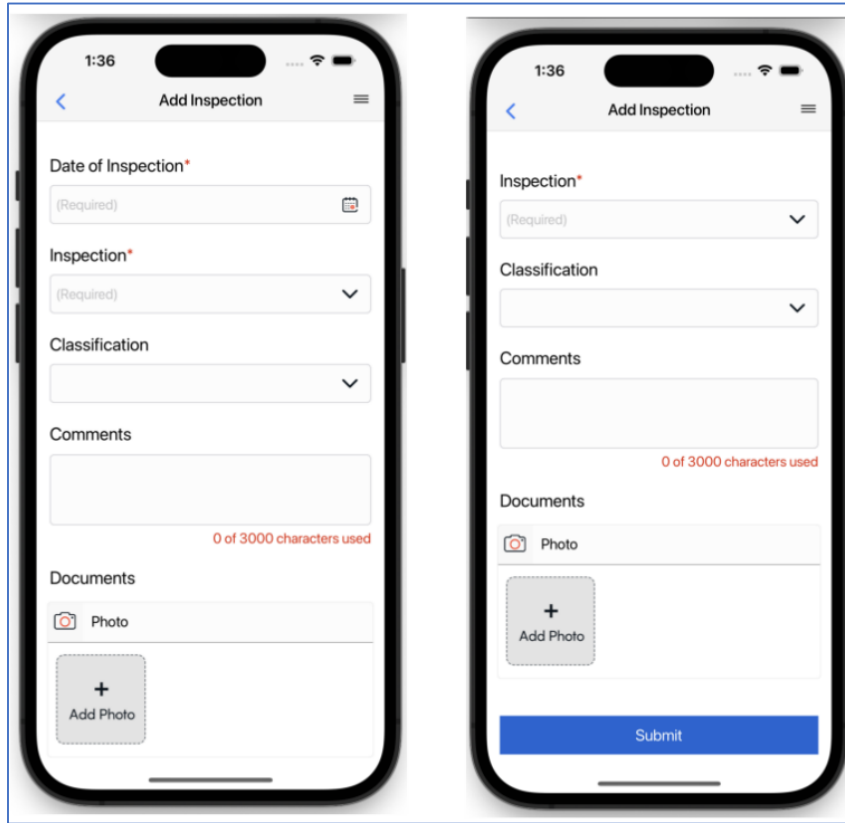 1:36
Add Inspection
Date of Inspection*
(Required)
Inspection*
(Required)
Classification
Comments
0 of 3000 characters used
Documents
Photo
+
Add Photo
1:36
Add Inspection
Inspection*
(Required)
Classification
Comments
0 of 3000 characters used
Documents
Photo
+
Add Photo
Submit